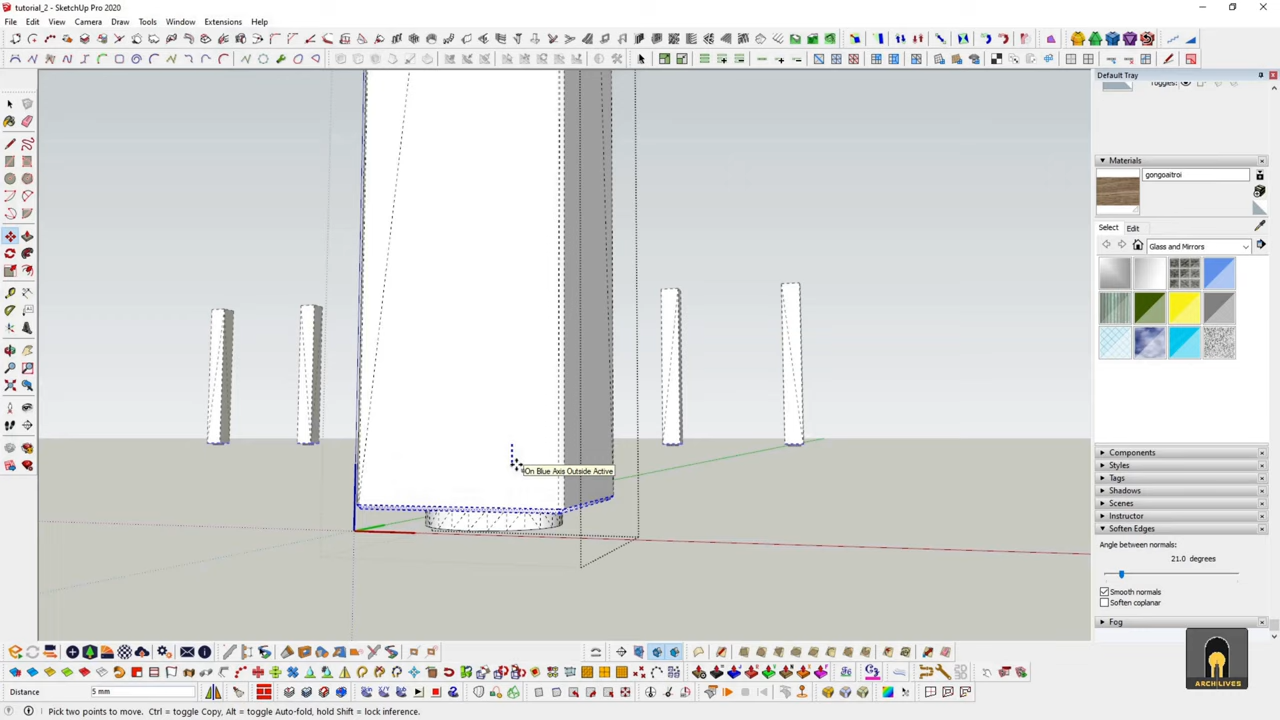 tutorial_2 - SketchUp Pro 2020
File Edit View Camera Draw Tools Window Extensions Help
Default Tray
Toggles:
Materials
gongoaitroi
Select Edit
Glass and Mirrors
On Blue Axis Outside Active
Components
Styles
Tags
Shadows
Scenes
Instructor
Soften Edges
Angle between normals:
21.0 degrees
Smooth normals
Soften coplanar
Fog
ARCHLIVES
Distance 5 mm
Pick two points to move. Ctrl = toggle Copy, Alt = toggle Auto-fold, hold Shift = lock inference.